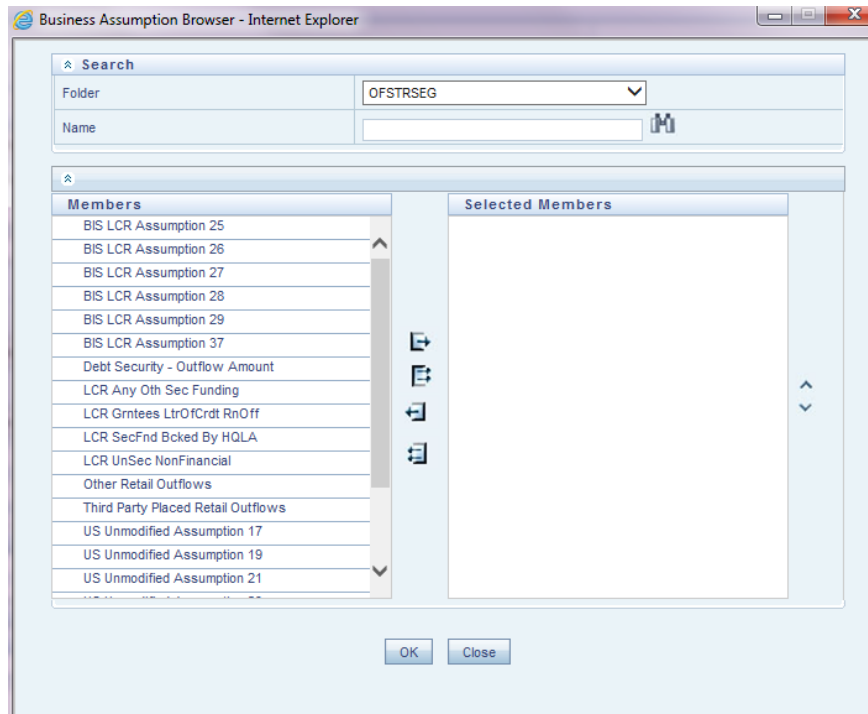 Business Assumption Browser - Internet Explorer
Search
Folder
OFSTRSEG
Name
Members
Selected Members
BIS LCR Assumption 25
BIS LCR Assumption 26
BIS LCR Assumption 27
BIS LCR Assumption 28
BIS LCR Assumption 29
BIS LCR Assumption 37
Debt Security - Outflow Amount
LCR Any Oth Sec Funding
LCR Grntees LtrOfCrdt RnOff
LCR SecFnd Bcked By HQLA
LCR UnSec NonFinancial
Other Retail Outflows
Third Party Placed Retail Outflows
US Unmodified Assumption 17
US Unmodified Assumption 19
US Unmodified Assumption 21
OK
Close